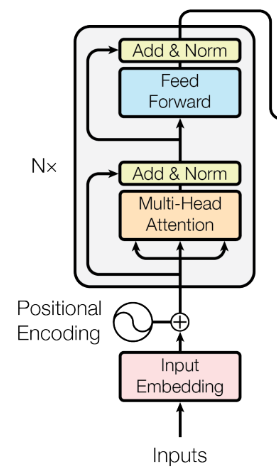 Add & Norm
Feed
Forward
N×
Add & Norm
Multi-Head
Attention
Positional
Encoding
Input
Embedding
Inputs